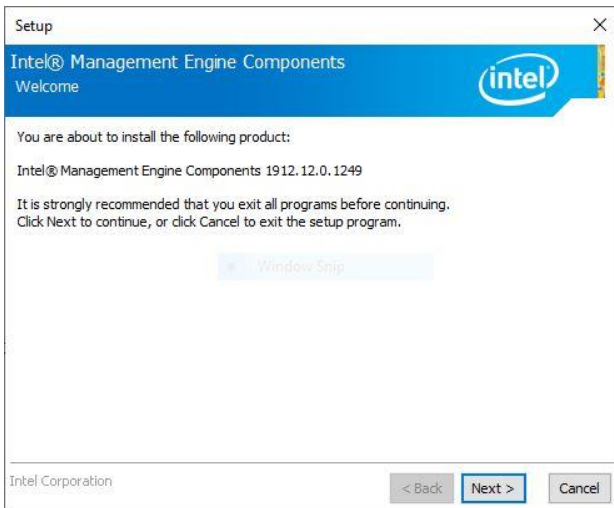 Setup
Intel® Management Engine Components
Welcome
intel
You are about to install the following product:
Intel® Management Engine Components 1912.12.0.1249
It is strongly recommended that you exit all programs before continuing.
Click Next to continue, or click Cancel to exit the setup program.
Window Snip
Intel Corporation
< Back
Next >
Cancel